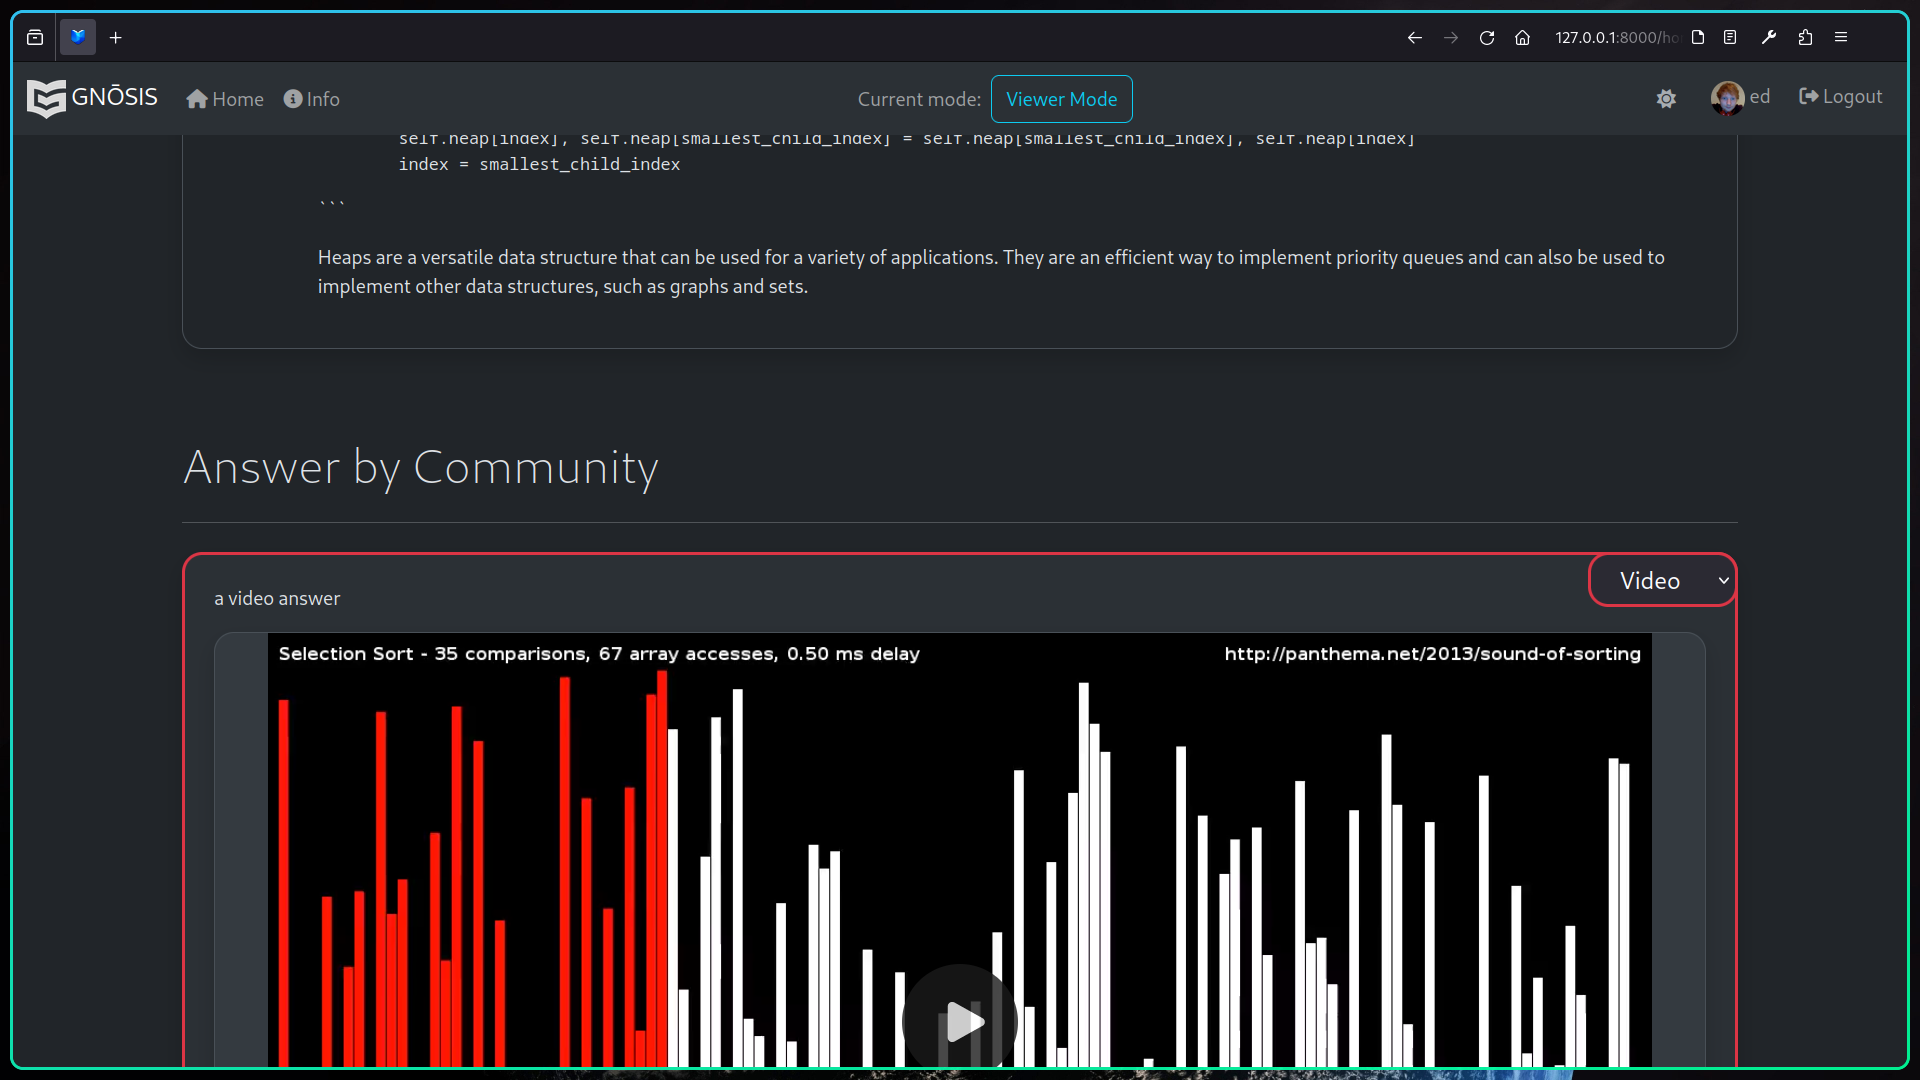 127.0.0.1:8000/ho
GNŌSIS
Home
Info
Current mode:
Viewer Mode
ed
Logout
self.heap[index], self.heap[smallest_child_index] = self.heap[smallest_child_index], self.heap[index]
index = smallest_child_index
```
Heaps are a versatile data structure that can be used for a variety of applications. They are an efficient way to implement priority queues and can also be used to
implement other data structures, such as graphs and sets.
Answer by Community
Video
a video answer
Selection Sort - 35 comparisons, 67 array accesses, 0.50 ms delay
http://panthema.net/2013/sound-of-sorting